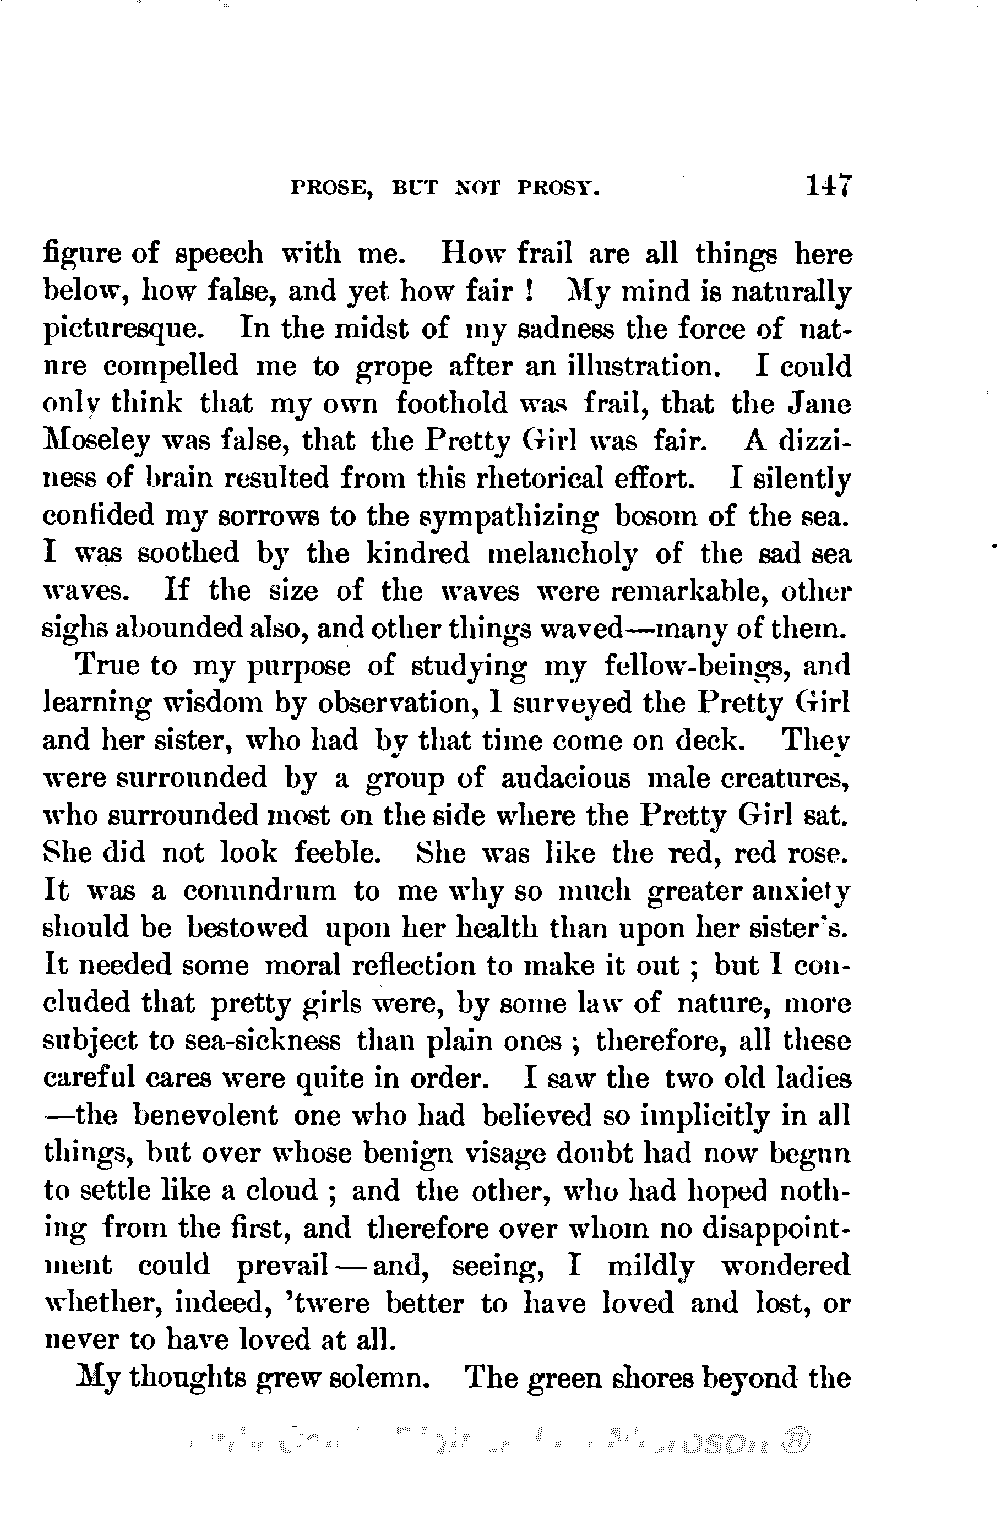 PROSE, BUT NOT PROSY. 147
figure of speech with me. How frail are all things here
below, how false, and yet how fair ! My mind is naturally
picturesque. In the midst of my sadness the force of nat-
ure compelled me to grope after an illustration. I could
only think that my own foothold was frail, that the Jane
Moseley was false, that the Pretty Girl was fair. A dizzi-
ness of brain resulted from this rhetorical effort. I silently
confided my sorrows to the sympathizing bosom of the sea.
I was soothed by the kindred melancholy of the sad sea
waves. If the size of the waves were remarkable, other
sighs abounded also, and other things waved—many of them.
True to my purpose of studying my fellow-beings, and
learning wisdom by observation, I surveyed the Pretty Girl
and her sister, who had by that time come on deck. They
were surrounded by a group of audacious male creatures,
who surrounded most on the side where the Pretty Girl sat.
She did not look feeble. She was like the red, red rose.
It was a conundrum to me why so much greater anxiety
should be bestowed upon her health than upon her sister's.
It needed some moral reflection to make it out ; but I con-
cluded that pretty girls were, by some law of nature, more
subject to sea-sickness than plain ones ; therefore, all these
careful cares were quite in order. I saw the two old ladies
—the benevolent one who had believed so implicitly in all
things, but over whose benign visage doubt had now begun
to settle like a cloud ; and the other, who had hoped noth-
ing from the first, and therefore over whom no disappoint-
ment could prevail — and, seeing, I mildly wondered
whether, indeed, 'twere better to have loved and lost, or
never to have loved at all.
My thoughts grew solemn. The green shores beyond the